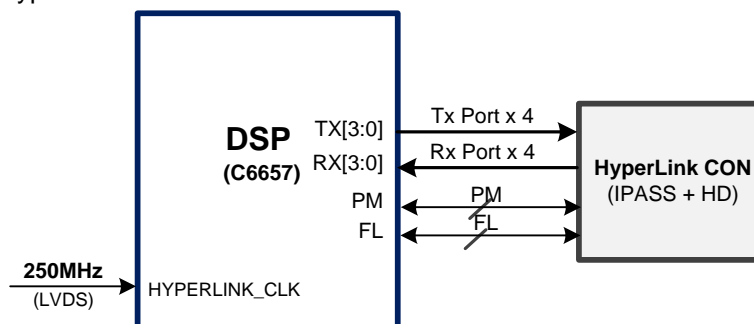 DSP
(C6657)
TX[3:0]
RX[3:0]
PM
FL
Tx Port x 4
Rx Port x 4
PM
FL
HyperLink CON
(IPASS + HD)
250MHz
(LVDS)
HYPERLINK_CLK